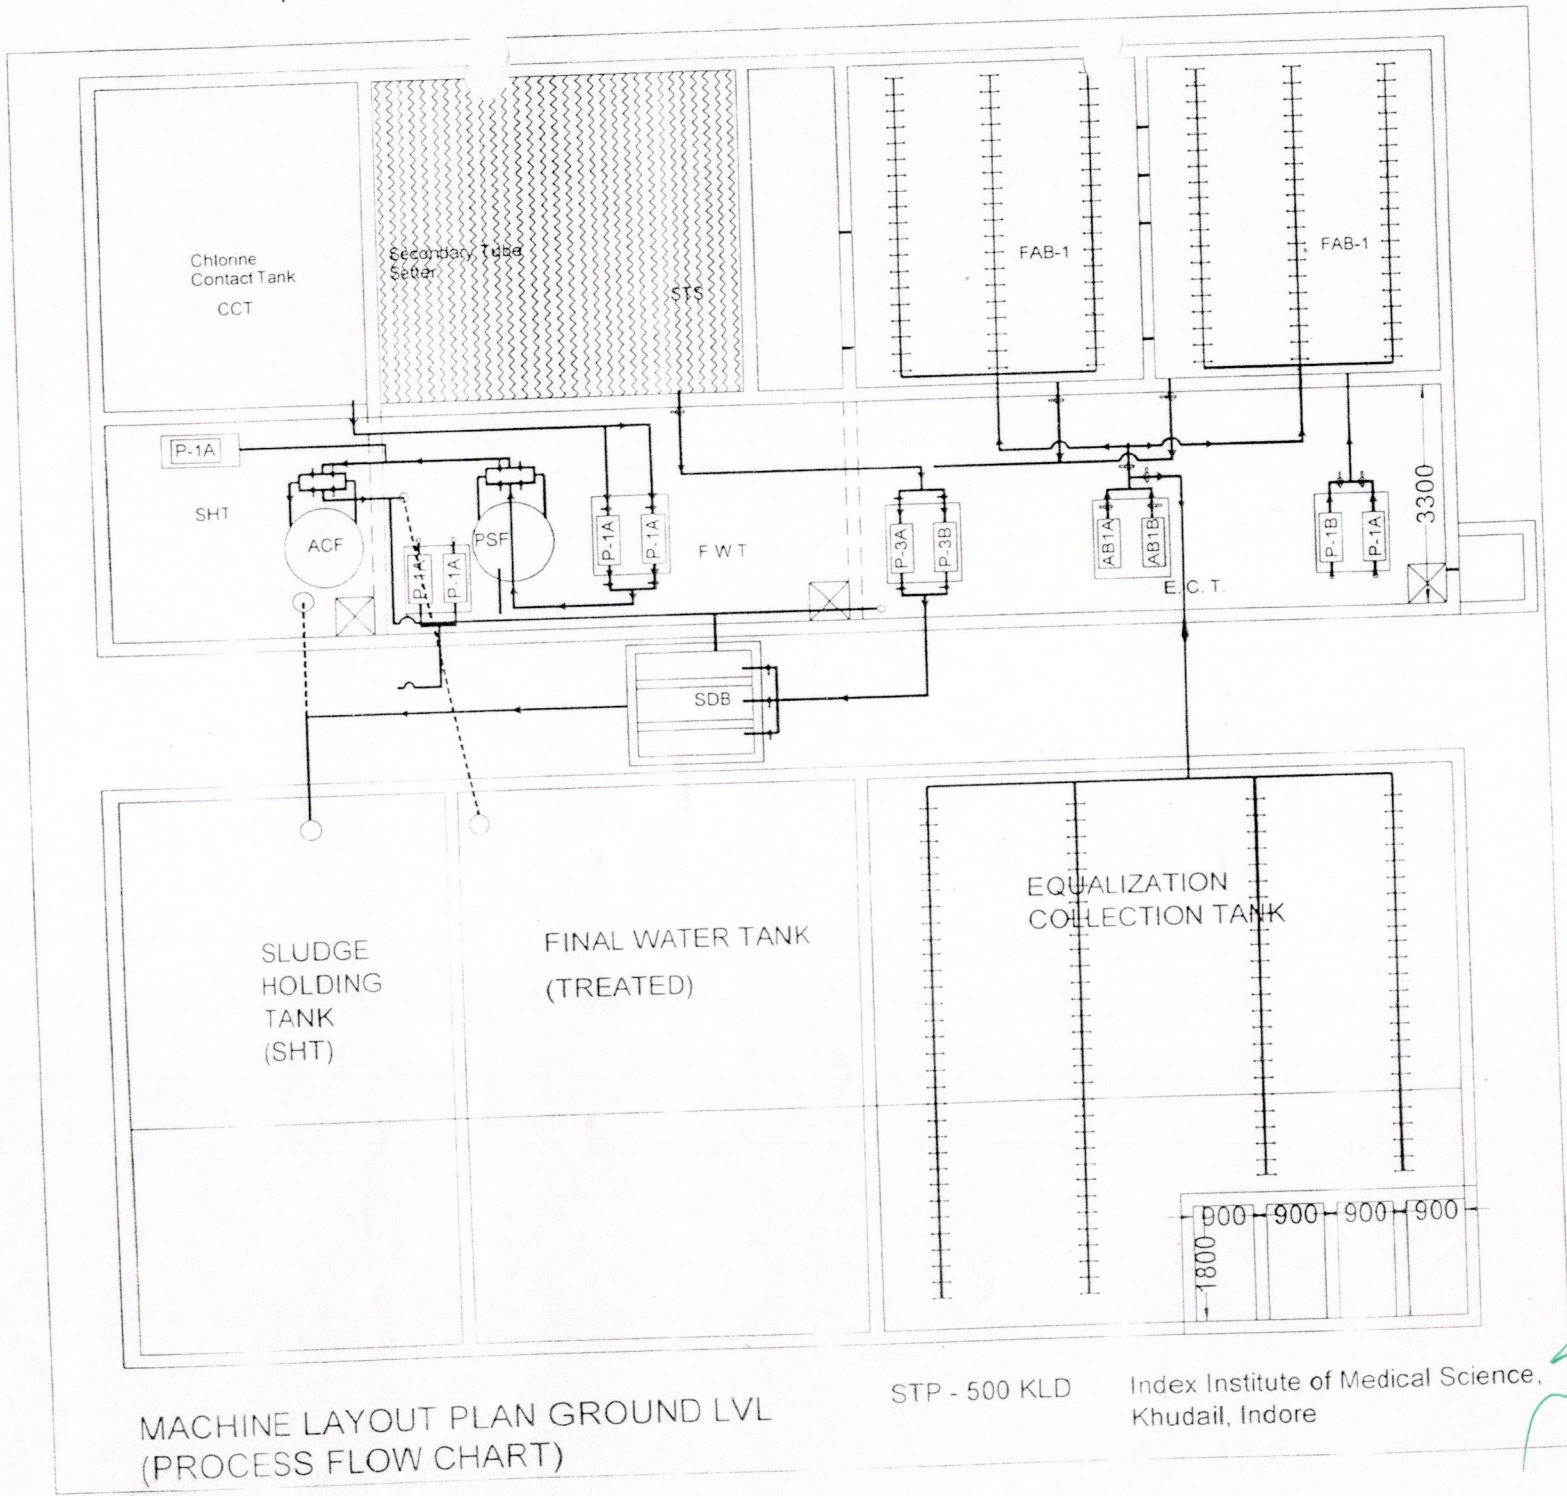 Chlorine
Contact Tank
CCT
Secondary Tube
Setler
STS
FAB-1
FAB-1
P-1A
SHT
ACF
PSF
P-1A
P-1A
P-1A
P-1A
F W T
P-3A
P-3B
AB1A
AB1B
E. C. T.
P-1B
P-1A
3300
SDB
SLUDGE
HOLDING
TANK
(SHT)
FINAL WATER TANK
(TREATED)
EQUALIZATION
COLLECTION TANK
900
900
900
900
1800
MACHINE LAYOUT PLAN GROUND LVL
(PROCESS FLOW CHART)
STP - 500 KLD
Index Institute of Medical Science,
Khudail, Indore